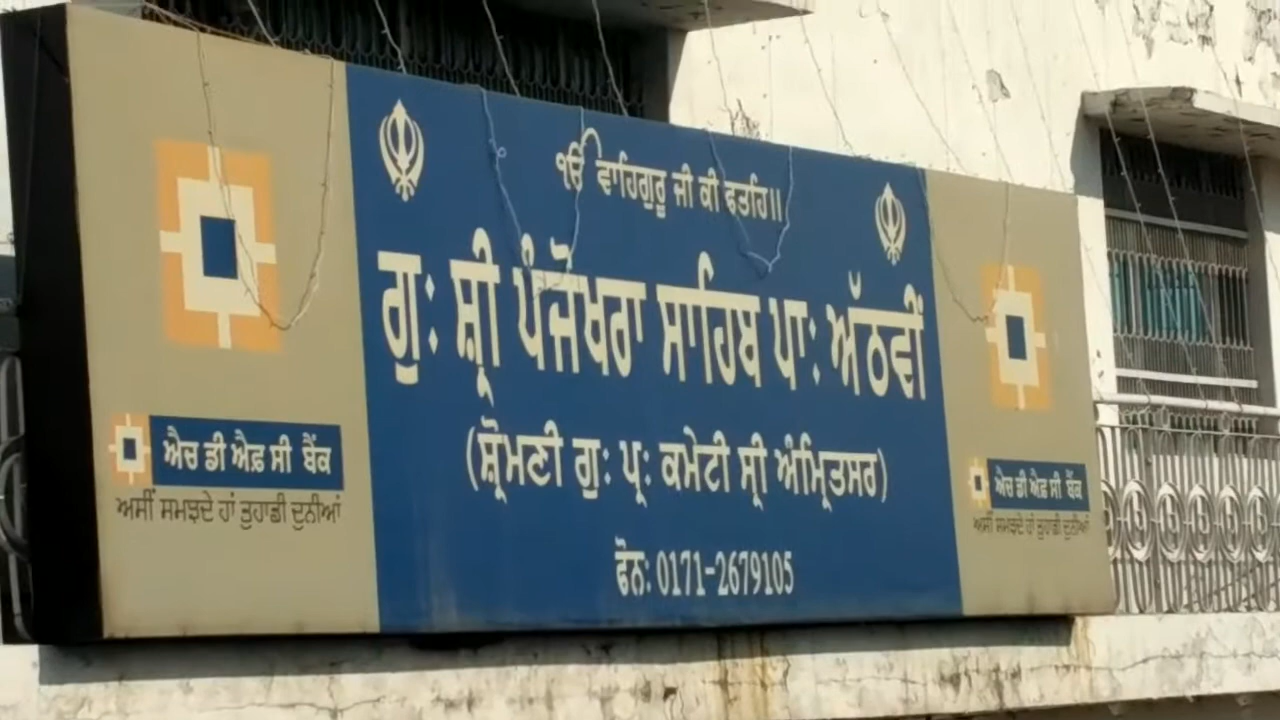 ੴ ਵਾਹਿਗੁਰੂ ਜੀ ਕੀ ਫਤਹਿ॥
ਗੁ: ਸ਼੍ਰੀ ਪੰਜੋਖਰਾ ਸਾਹਿਬ ਪਾ: ਅੱਠਵੀਂ
(ਸ਼੍ਰੋਮਣੀ ਗੁ: ਪ੍ਰ: ਕਮੇਟੀ ਸ੍ਰੀ ਅੰਮ੍ਰਿਤਸਰ)
ਫੋਨ: 0171-2679105
ਐਚ ਡੀ ਐਫ਼ ਸੀ ਬੈਂਕ
ਅਸੀਂ ਸਮਝਦੇ ਹਾਂ ਤੁਹਾਡੀ ਦੁਨੀਆਂ
ਐਚ ਡੀ ਐਫ਼ ਸੀ ਬੈਂਕ
ਅਸੀਂ ਸਮਝਦੇ ਹਾਂ ਤੁਹਾਡੀ ਦੁਨੀਆਂ